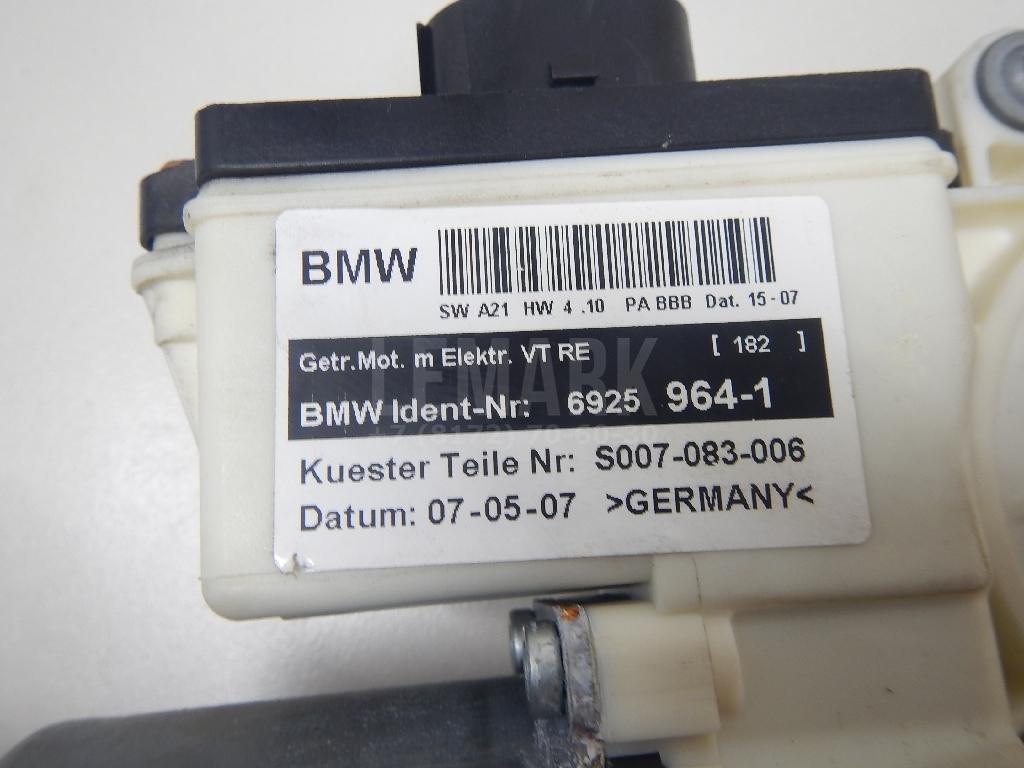 BMW
SW A21 HW 4 .10 PA BBB Dat. 15-07
Getr.Mot. m Elektr. VT RE [ 182 ]
BMW Ident-Nr: 6925 964-1
LEMARK
Kuester Teile Nr: S007-083-006
Datum: 07-05-07 >GERMANY<